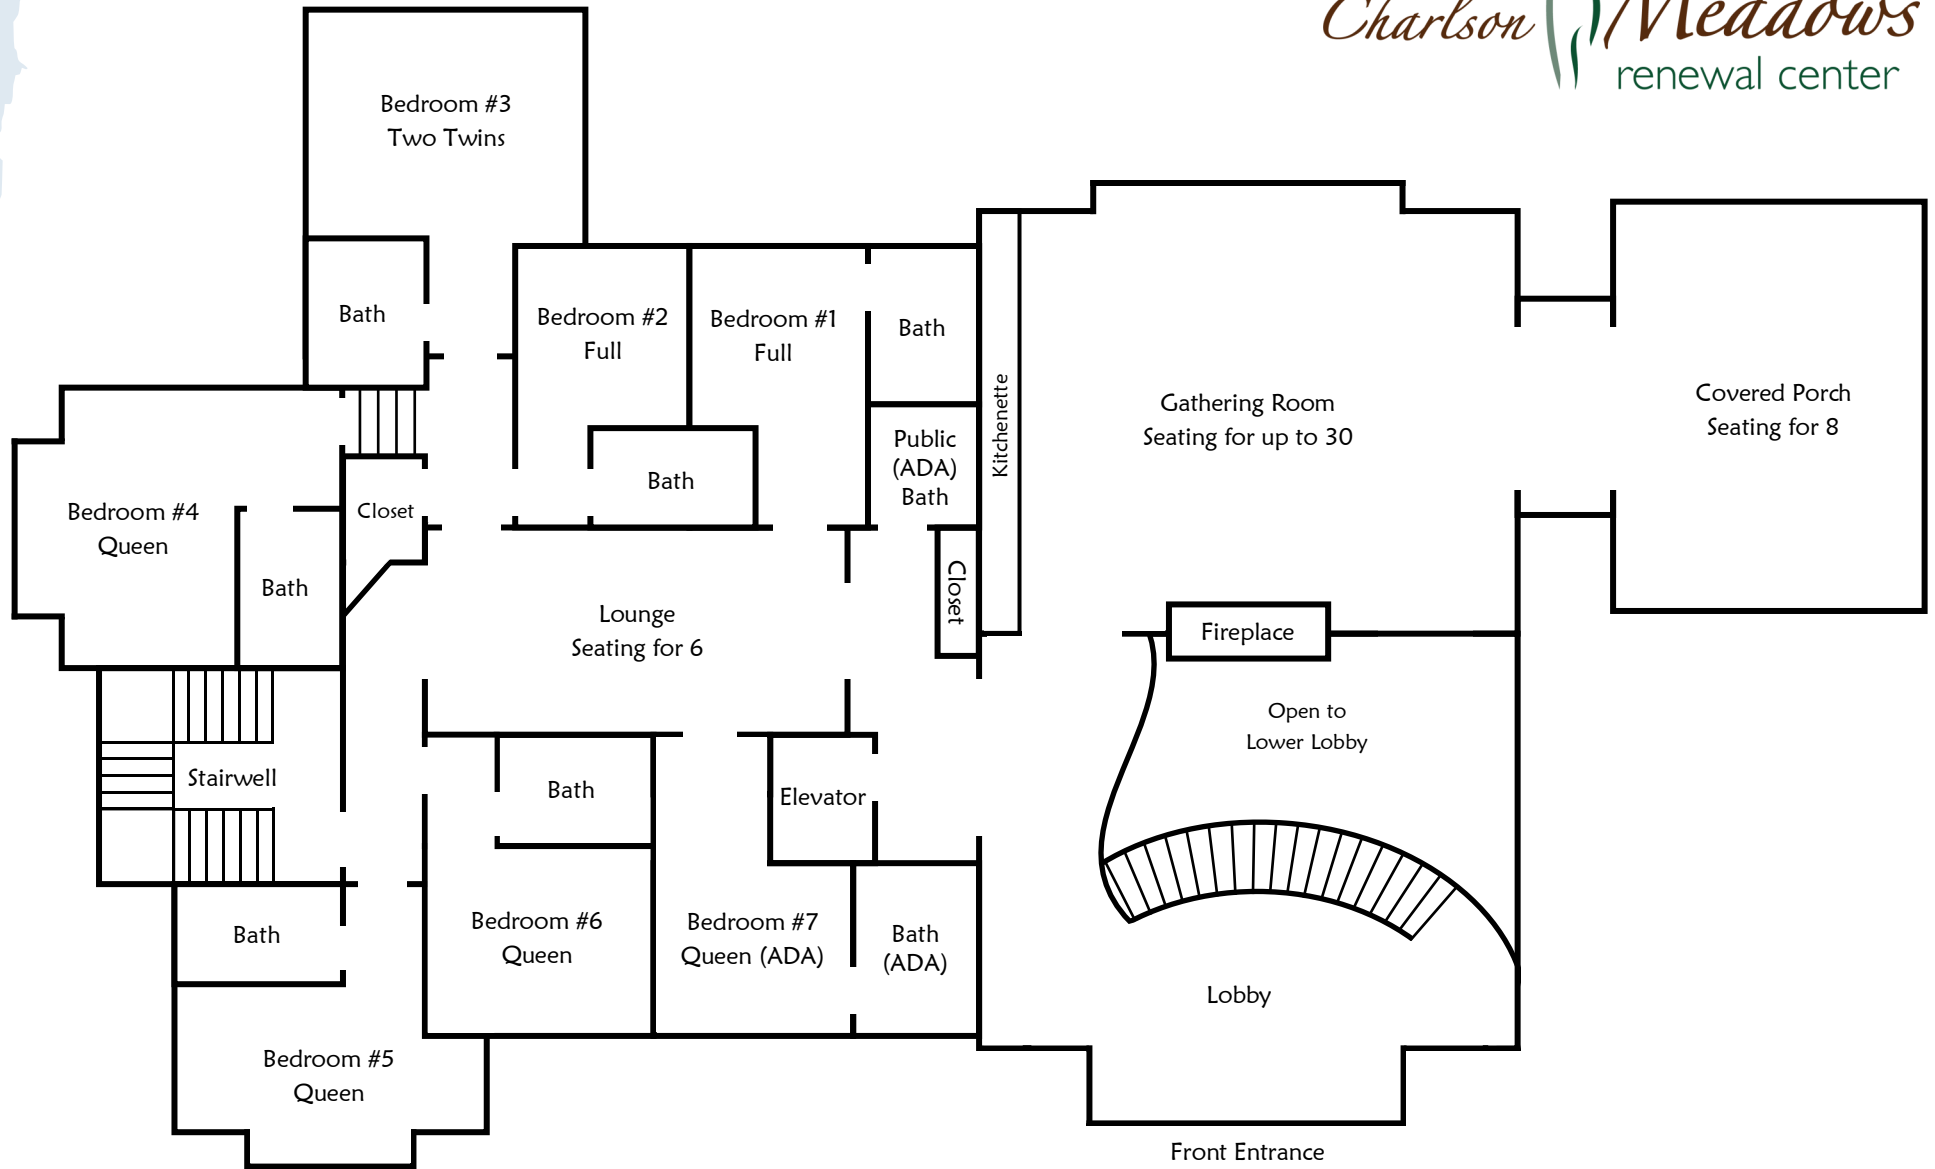 Charlson Meadows
renewal center
Bedroom #3
Two Twins
Bath
Bedroom #2
Full
Bedroom #1
Full
Bath
Bath
Public
(ADA)
Bath
Kitchenette
Gathering Room
Seating for up to 30
Covered Porch
Seating for 8
Bedroom #4
Queen
Bath
Closet
Closet
Lounge
Seating for 6
Fireplace
Open to
Lower Lobby
Stairwell
Bath
Elevator
Bath
Bedroom #6
Queen
Bedroom #7
Queen (ADA)
Bath
(ADA)
Lobby
Bedroom #5
Queen
Front Entrance